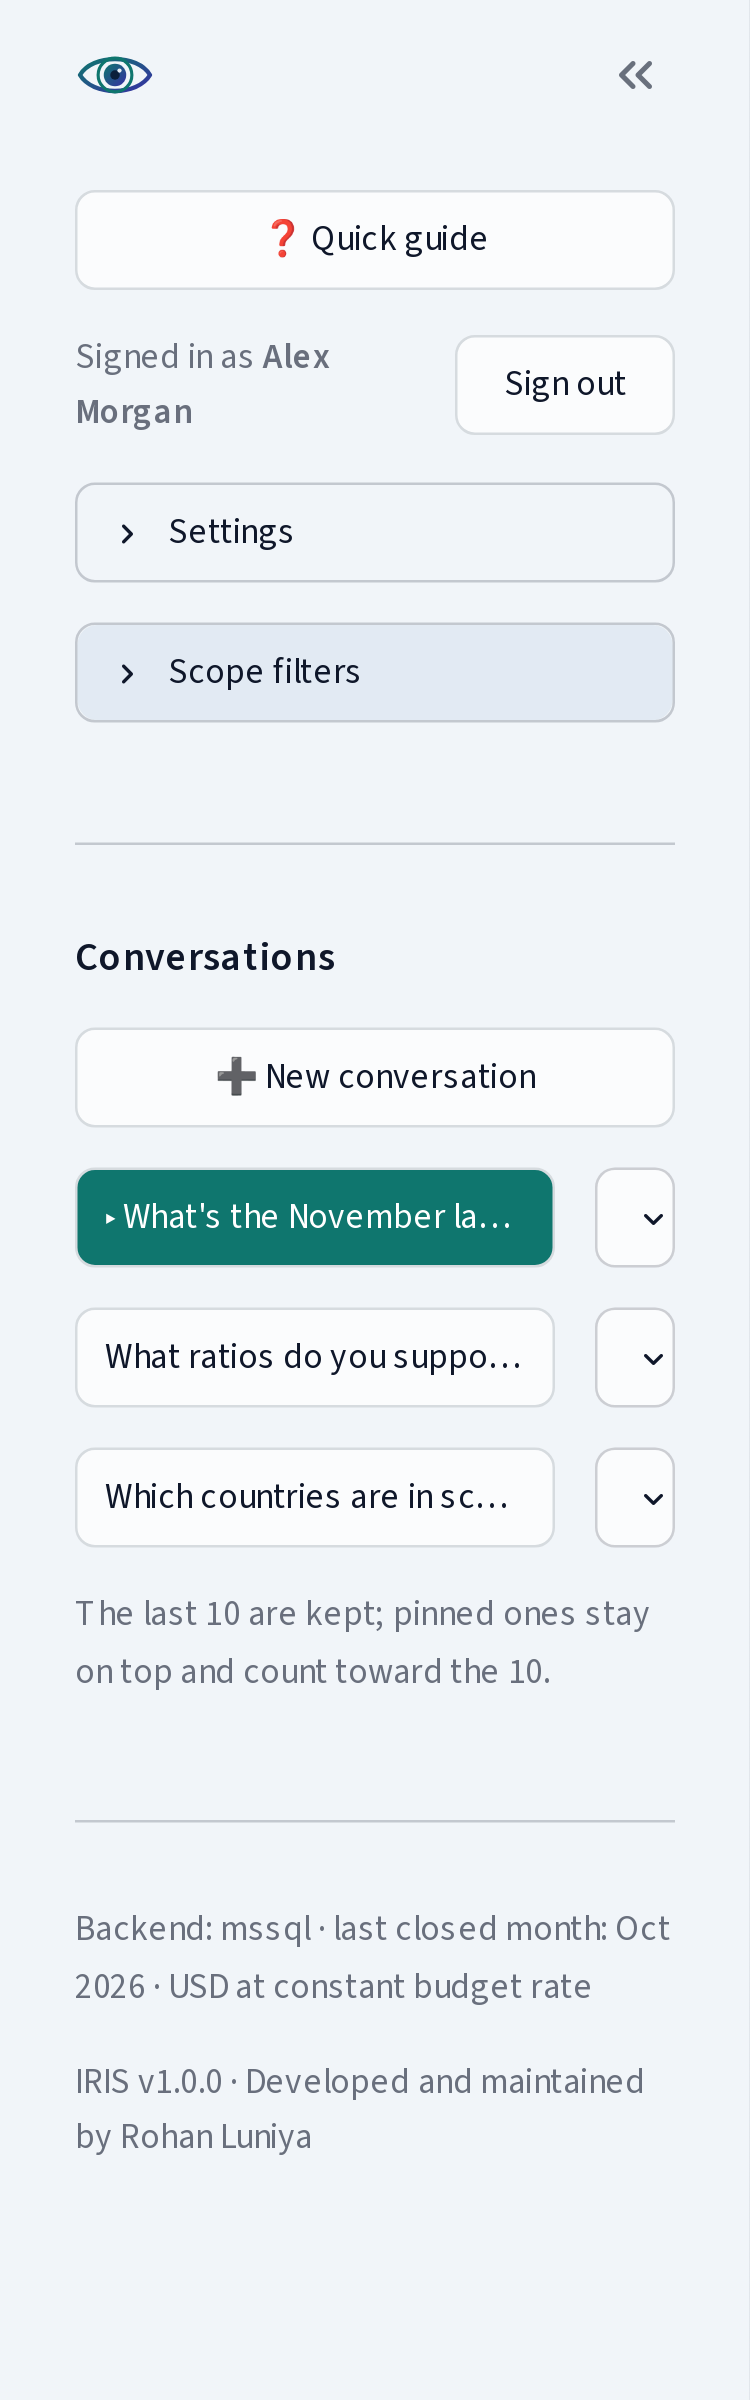 ❓ Quick guide
Signed in as Alex
Morgan
Sign out
Settings
Scope filters
Conversations
➕ New conversation
▸ What's the November la…
What ratios do you suppo…
Which countries are in sc…
The last 10 are kept; pinned ones stay
on top and count toward the 10.
Backend: mssql · last closed month: Oct
2026 · USD at constant budget rate
IRIS v1.0.0 · Developed and maintained
by Rohan Luniya